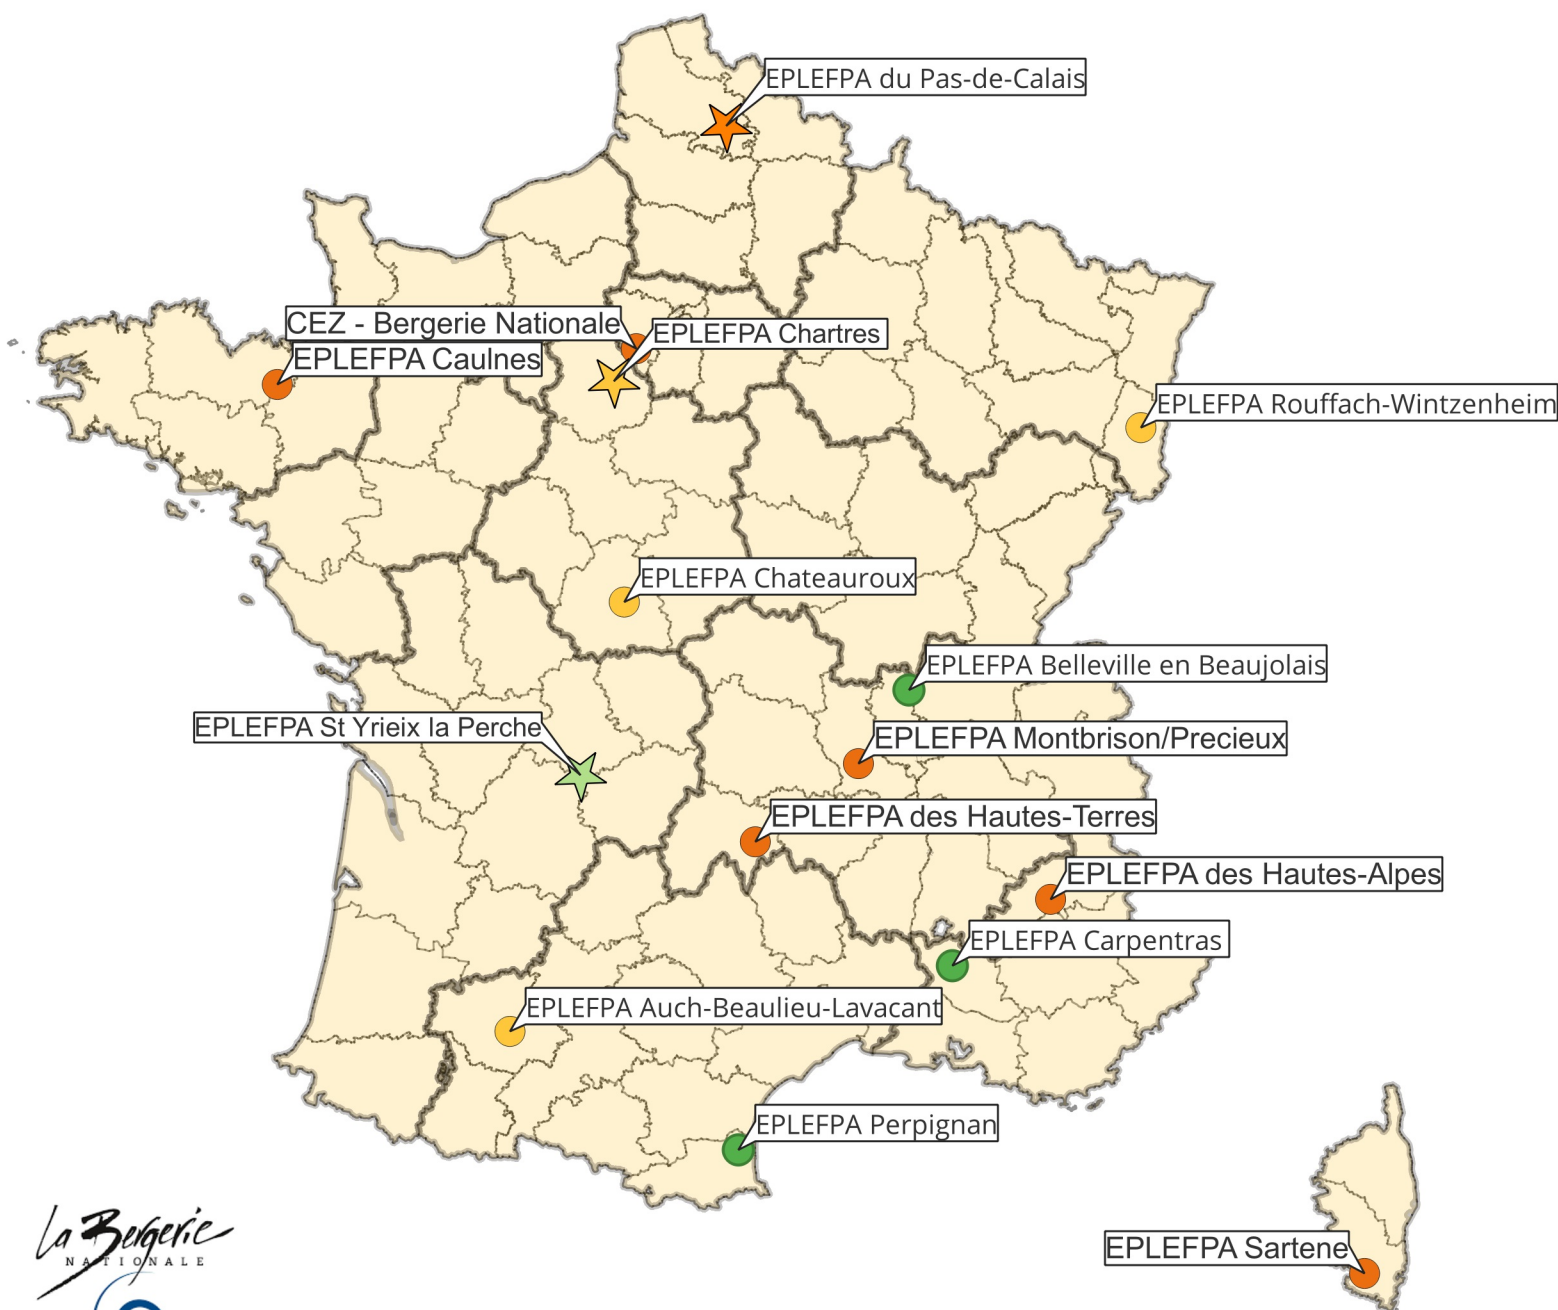 EPLEFPA du Pas-de-Calais
CEZ - Bergerie Nationale
EPLEFPA Chartres
EPLEFPA Caulnes
EPLEFPA Rouffach-Wintzenheim
EPLEFPA Chateauroux
EPLEFPA Belleville en Beaujolais
EPLEFPA St Yrieix la Perche
EPLEFPA Montbrison/Precieux
EPLEFPA des Hautes-Terres
EPLEFPA des Hautes-Alpes
EPLEFPA Carpentras
EPLEFPA Auch-Beaulieu-Lavacant
EPLEFPA Perpignan
La Bergerie
NATIONALE
EPLEFPA Sartene